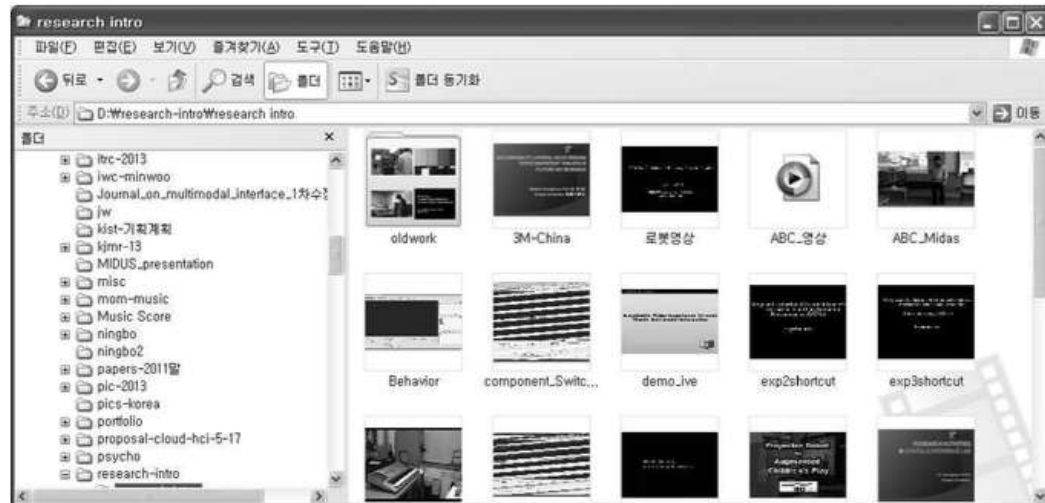 research intro
파일(F) 편집(E) 보기(V) 즐겨찾기(A) 도구(T) 도움말(H)
뒤로 검색 폴더 폴더 동기화
주소(D) D:₩research-intro₩research intro 이동
폴더 ×
itrc-2013
iwc-minwoo
Journal_on_multimodal_interface_1차수정
jw
kist-기획계획
kjmr-13
MIDUS_presentation
misc
mom-music
Music Score
ningbo
ningbo2
papers-2011말
pic-2013
pics-korea
portfolio
proposal-cloud-hci-5-17
psycho
research-intro
oldwork 3M-China 로봇영상 ABC_영상 ABC_Midas
Behavior component_Switc... demo_ive exp2shortcut exp3shortcut
Projection Based
Augmented
Children's Play